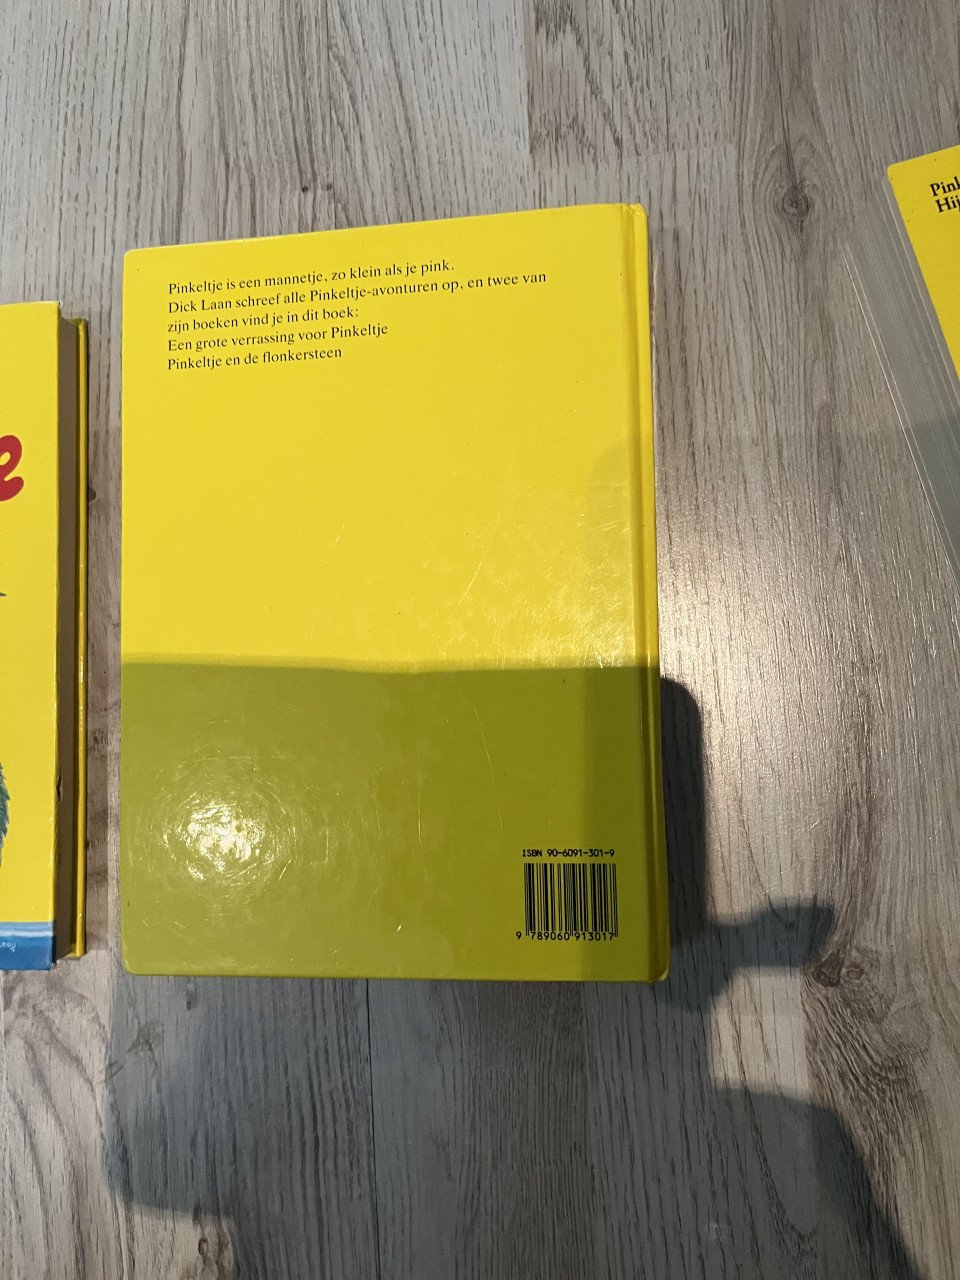 Pinkeltje is een mannetje, zo klein als je pink.
Dick Laan schreef alle Pinkeltje-avonturen op, en twee van
zijn boeken vind je in dit boek:
Een grote verrassing voor Pinkeltje
Pinkeltje en de flonkersteen
ISBN 90-6091-301-9
9 789060 913017
e
Pink
Hij